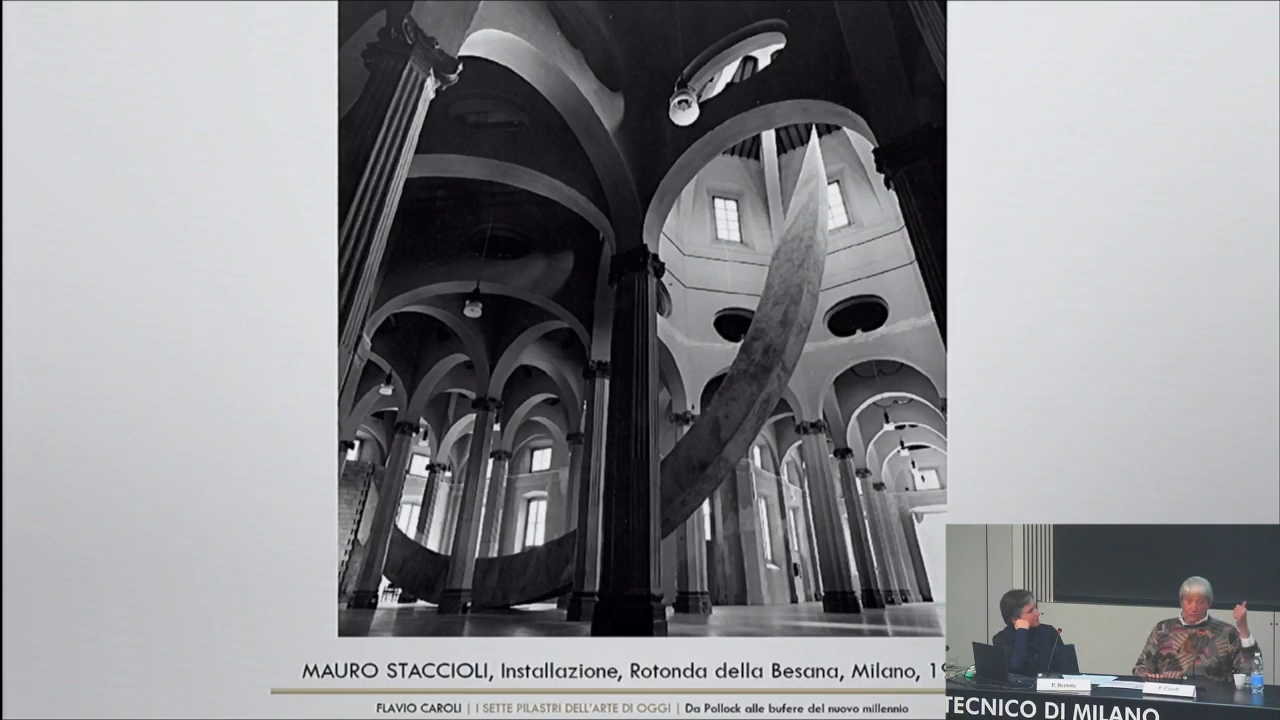 MAURO STACCIOLI, Installazione, Rotonda della Besana, Milano, 19
FLAVIO CAROLI | I SETTE PILASTRI DELL'ARTE DI OGGI | Da Pollock alle bufere del nuovo millennio
TECNICO DI MILANO